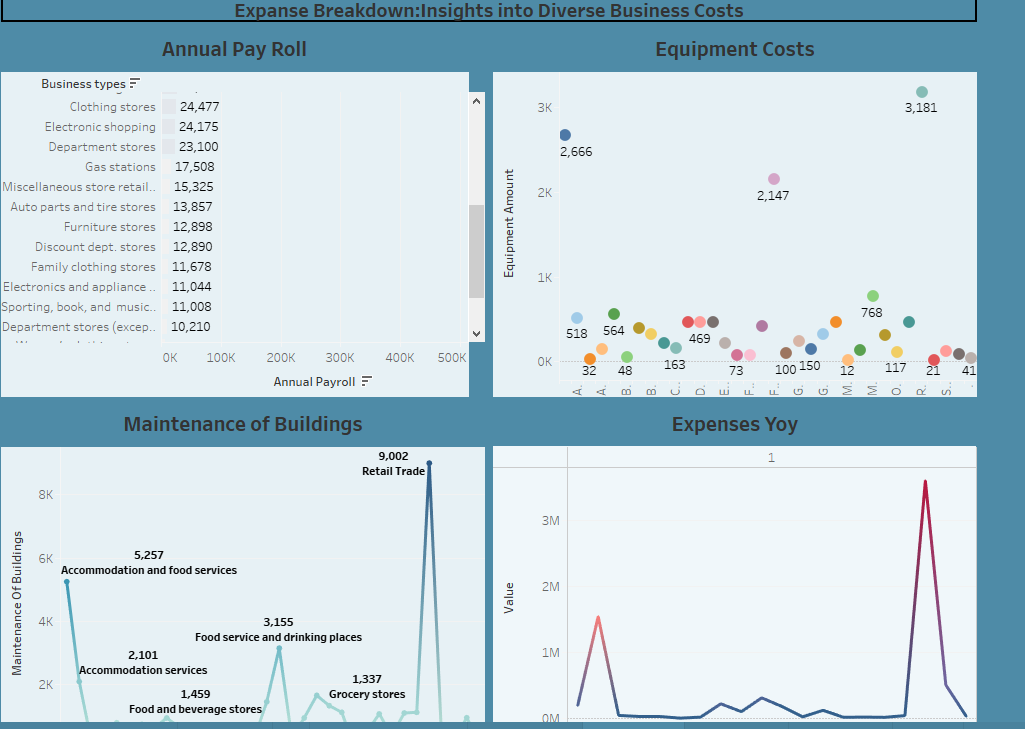 Expanse Breakdown:Insights into Diverse Business Costs
Annual Pay Roll
Business types
Clothing stores 24,477
Electronic shopping 24,175
Department stores 23,100
Gas stations 17,508
Miscellaneous store retail.. 15,325
Auto parts and tire stores 13,857
Furniture stores 12,898
Discount dept. stores 12,890
Family clothing stores 11,678
Electronics and appliance .. 11,044
Sporting, book, and music.. 11,008
Department stores (excep.. 10,210
0K 100K 200K 300K 400K 500K
Annual Payroll
Equipment Costs
Equipment Amount
3K
2K
1K
0K
3,181
2,666
2,147
768
518
564
469
32
48
163
73
100
150
12
117
21
41
A.
A..
B..
B..
C..
D.
E..
F..
F..
G.
G.
M.
M..
O.
R..
S..
Maintenance of Buildings
Maintenance Of Buildings
8K
6K
4K
2K
9,002
Retail Trade
5,257
Accommodation and food services
3,155
Food service and drinking places
2,101
Accommodation services
1,459
Food and beverage stores
1,337
Grocery stores
Expenses Yoy
1
Value
3M
2M
1M
0M